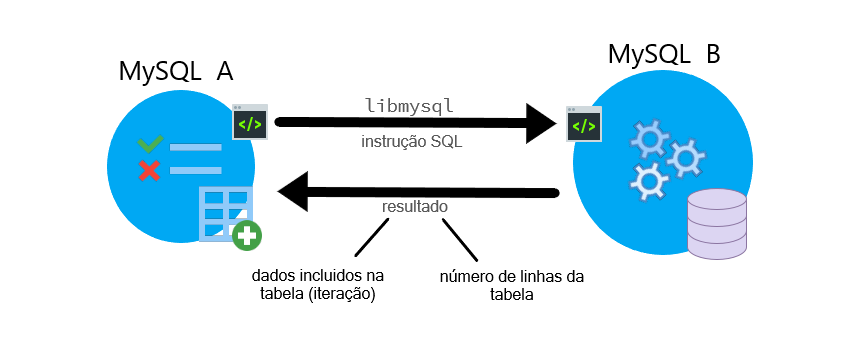 MySQL A
MySQL B
libmysql
instrução SQL
resultado
dados incluidos na
tabela (iteração)
número de linhas da
tabela
</>
</>